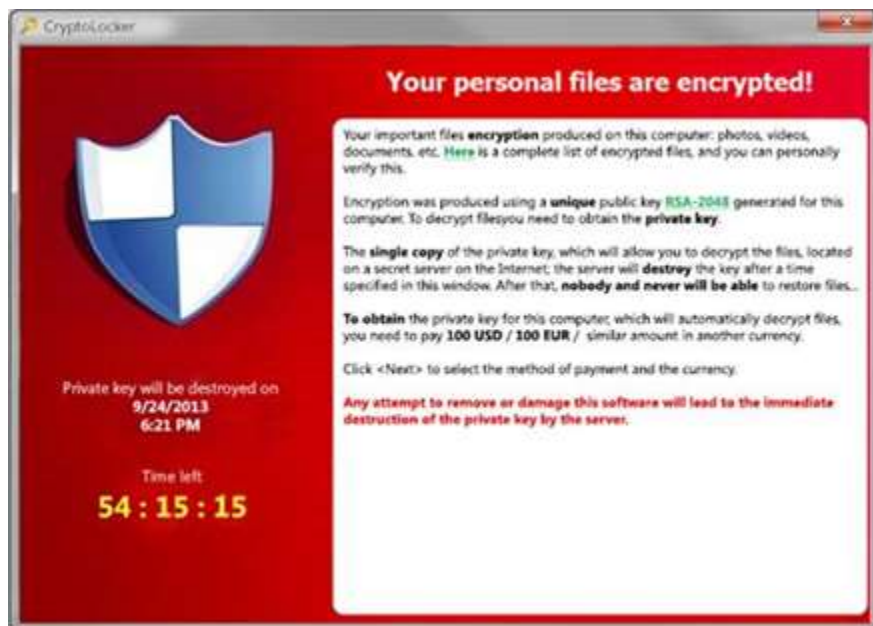 CryptoLocker
Your personal files are encrypted!
Your important files encryption produced on this computer: photos, videos,
documents, etc. Here is a complete list of encrypted files, and you can personally
verify this.
Encryption was produced using a unique public key RSA-2048 generated for this
computer. To decrypt filesyou need to obtain the private key.
The single copy of the private key, which will allow you to decrypt the files, located
on a secret server on the Internet; the server will destroy the key after a time
specified in this window. After that, nobody and never will be able to restore files...
To obtain the private key for this computer, which will automatically decrypt files,
you need to pay 100 USD / 100 EUR / similar amount in another currency.
Click <Next> to select the method of payment and the currency.
Any attempt to remove or damage this software will lead to the immediate
destruction of the private key by the server.
Private key will be destroyed on
9/24/2013
6:21 PM
Time left
54 : 15 : 15